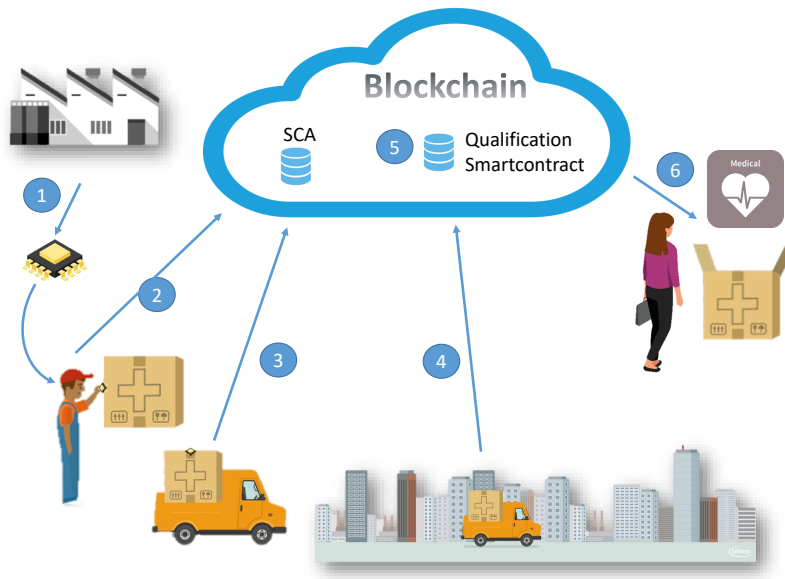 Blockchain
SCA
5
Qualification
Smartcontract
6
Medical
1
2
3
4